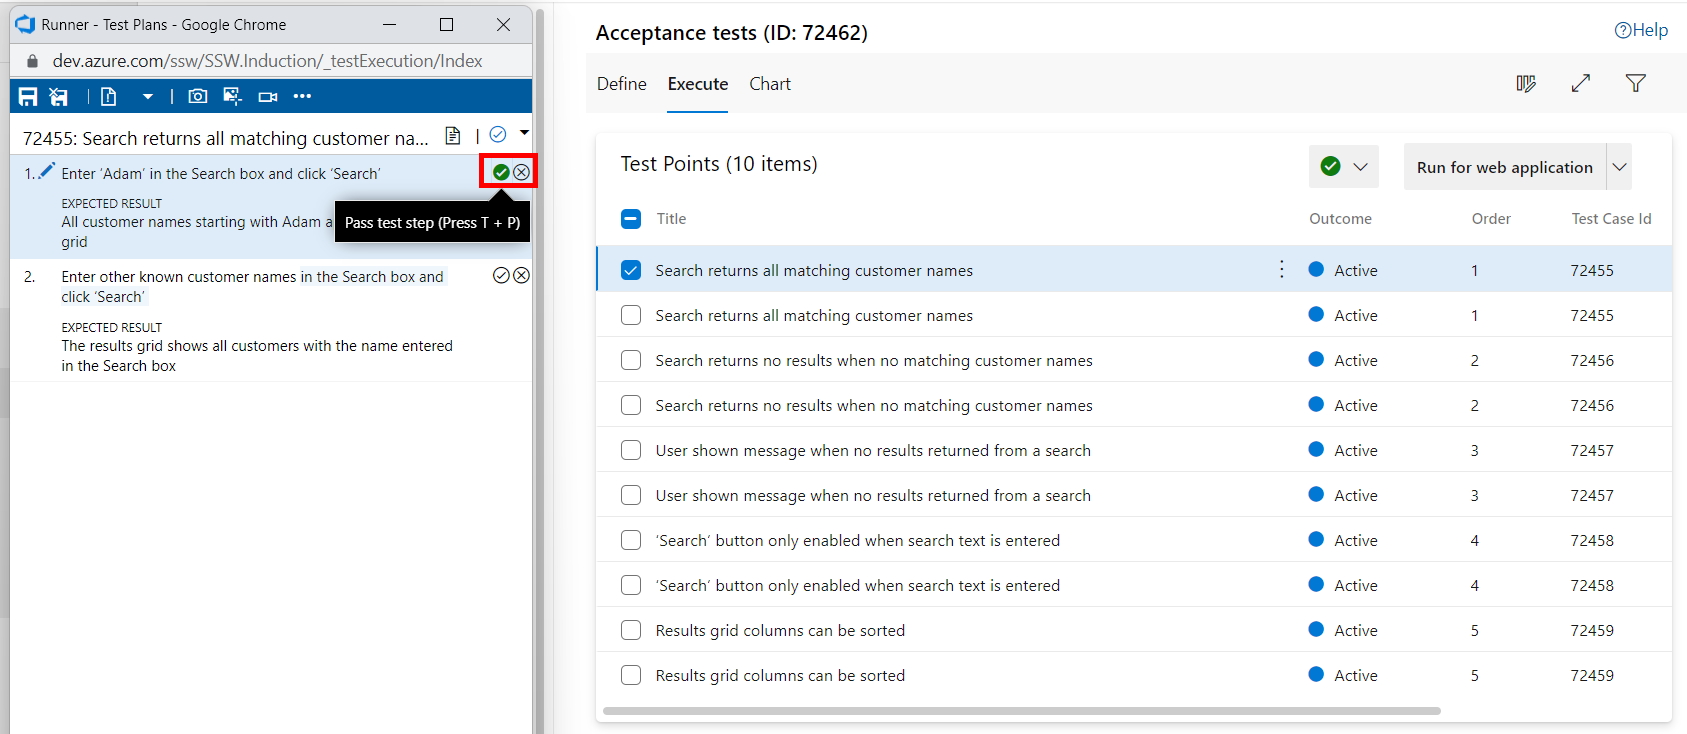 Runner - Test Plans - Google Chrome
dev.azure.com/ssw/SSW.Induction/_testExecution/Index
72455: Search returns all matching customer na...
1. Enter ‘Adam’ in the Search box and click ‘Search’
EXPECTED RESULT
All customer names starting with Adam a
grid
Pass test step (Press T + P)
2. Enter other known customer names in the Search box and
click ‘Search’
EXPECTED RESULT
The results grid shows all customers with the name entered
in the Search box
Acceptance tests (ID: 72462)
Help
Define Execute Chart
Test Points (10 items)
Run for web application
Title Outcome Order Test Case Id
Search returns all matching customer names Active 1 72455
Search returns all matching customer names Active 1 72455
Search returns no results when no matching customer names Active 2 72456
Search returns no results when no matching customer names Active 2 72456
User shown message when no results returned from a search Active 3 72457
User shown message when no results returned from a search Active 3 72457
‘Search’ button only enabled when search text is entered Active 4 72458
‘Search’ button only enabled when search text is entered Active 4 72458
Results grid columns can be sorted Active 5 72459
Results grid columns can be sorted Active 5 72459